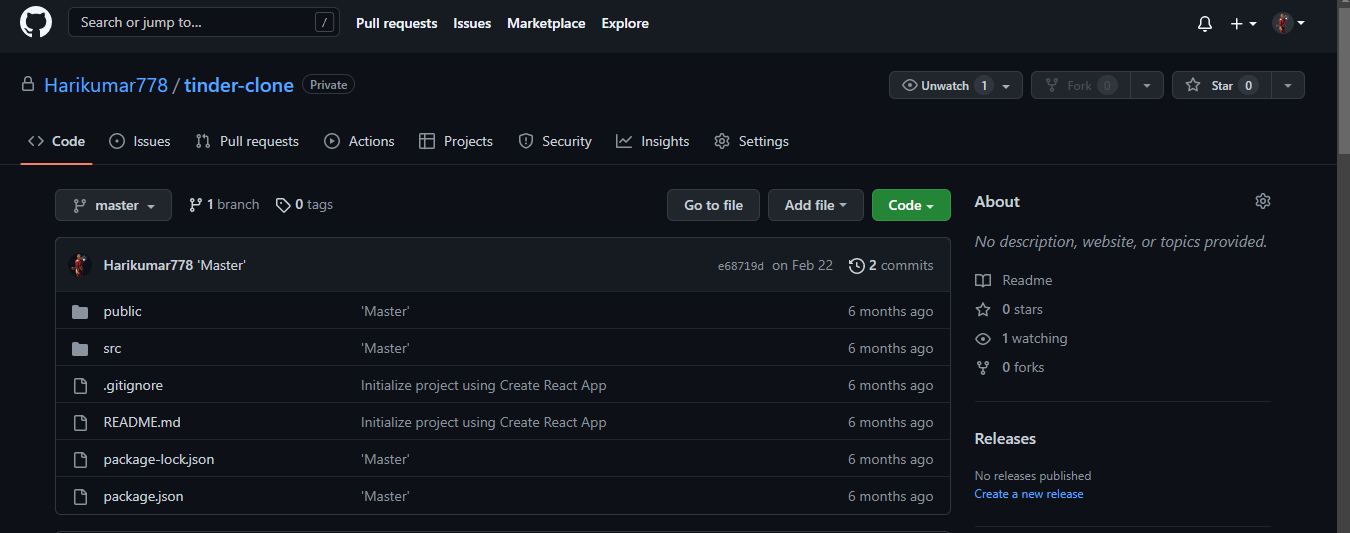 Search or jump to... / Pull requests Issues Marketplace Explore
Harikumar778 / tinder-clone Private Unwatch 1 Fork 0 Star 0
Code Issues Pull requests Actions Projects Security Insights Settings
master 1 branch 0 tags Go to file Add file Code
Harikumar778 'Master' e68719d on Feb 22 2 commits
public 'Master' 6 months ago
src 'Master' 6 months ago
.gitignore Initialize project using Create React App 6 months ago
README.md Initialize project using Create React App 6 months ago
package-lock.json 'Master' 6 months ago
package.json 'Master' 6 months ago
About
No description, website, or topics provided.
Readme
0 stars
1 watching
0 forks
Releases
No releases published
Create a new release